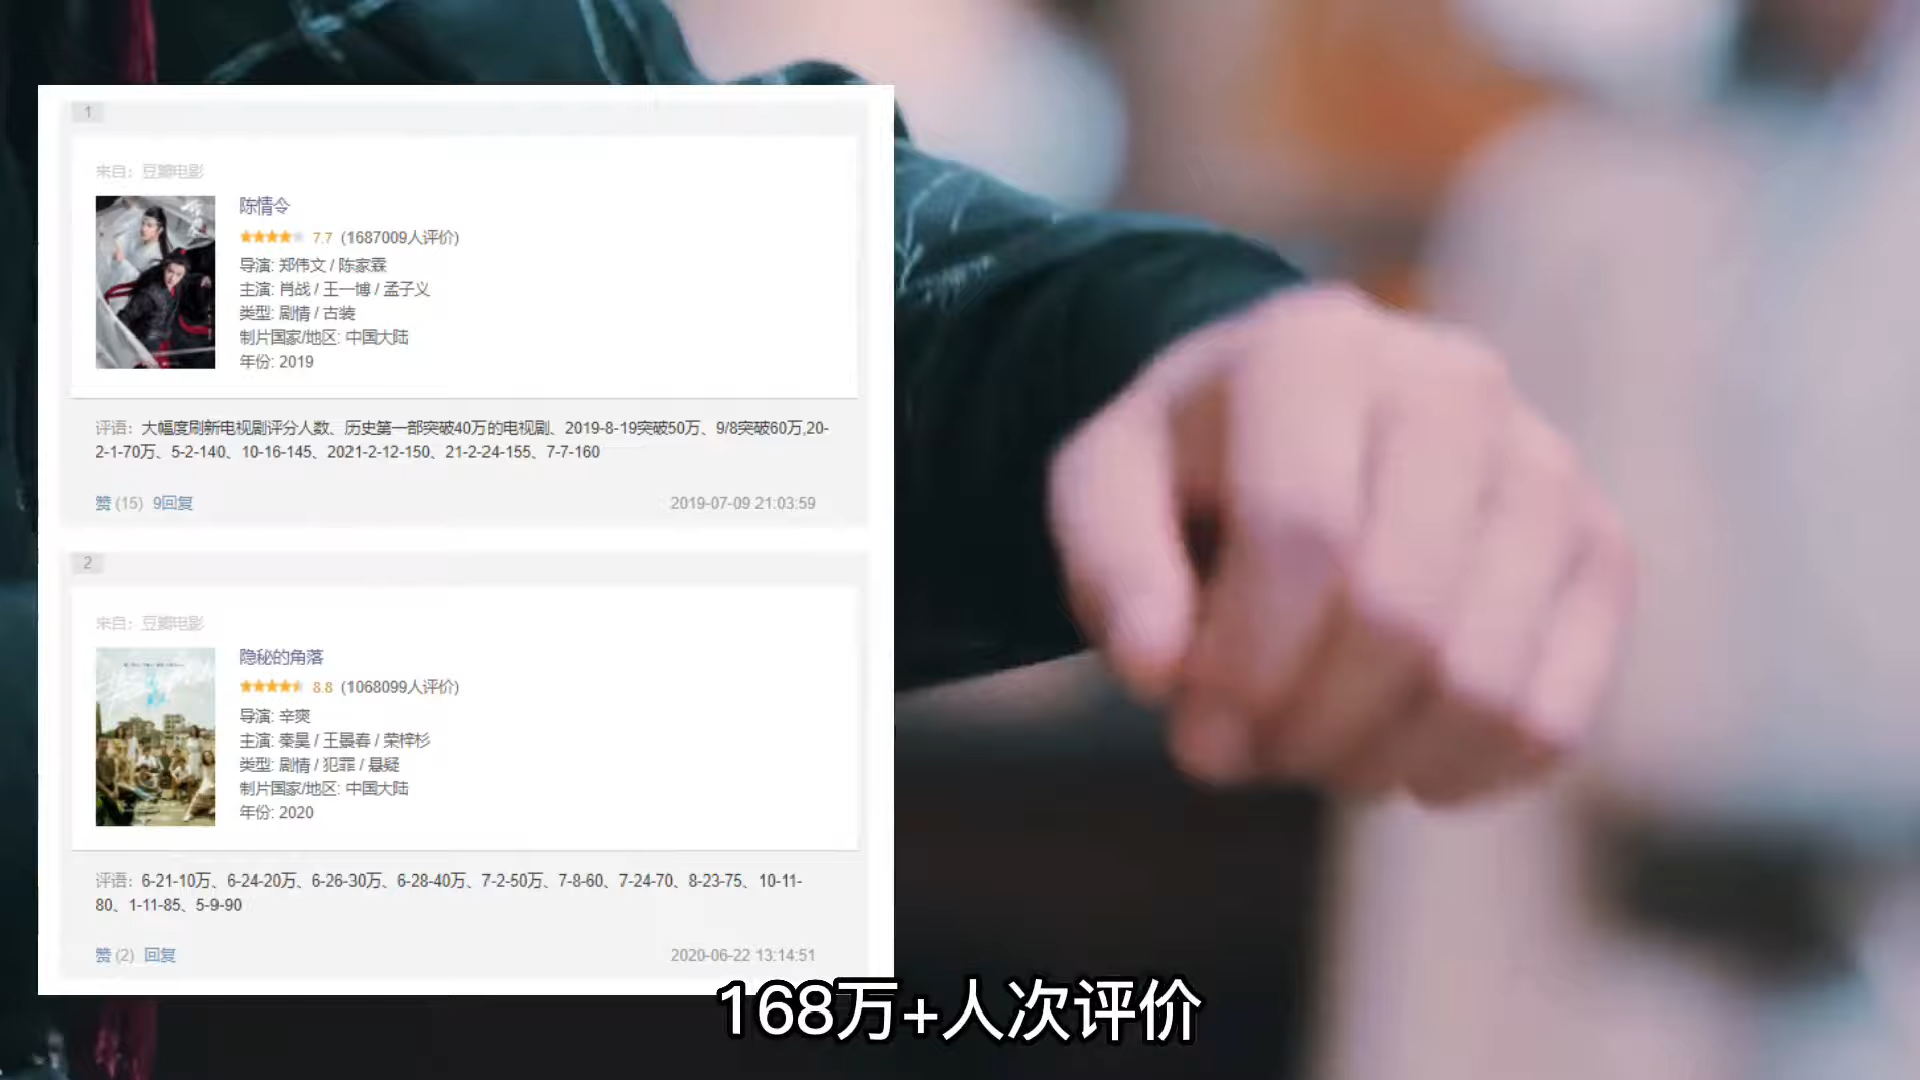 1
来自：豆瓣电影
陈情令
7.7 (1687009人评价)
导演: 郑伟文 / 陈家霖
主演: 肖战 / 王一博 / 孟子义
类型: 剧情 / 古装
制片国家/地区: 中国大陆
年份: 2019
评语：大幅度刷新电视剧评分人数、历史第一部突破40万的电视剧、2019-8-19突破50万、9/8突破60万,20-
2-1-70万、5-2-140、10-16-145、2021-2-12-150、21-2-24-155、7-7-160
赞 (15) 9回复
2019-07-09 21:03:59
2
来自：豆瓣电影
隐秘的角落
8.8 (1068099人评价)
导演: 辛爽
主演: 秦昊 / 王景春 / 荣梓杉
类型: 剧情 / 犯罪 / 悬疑
制片国家/地区: 中国大陆
年份: 2020
评语：6-21-10万、6-24-20万、6-26-30万、6-28-40万、7-2-50万、7-8-60、7-24-70、8-23-75、10-11-
80、1-11-85、5-9-90
赞 (2) 回复
2020-06-22 13:14:51
168万+人次评价